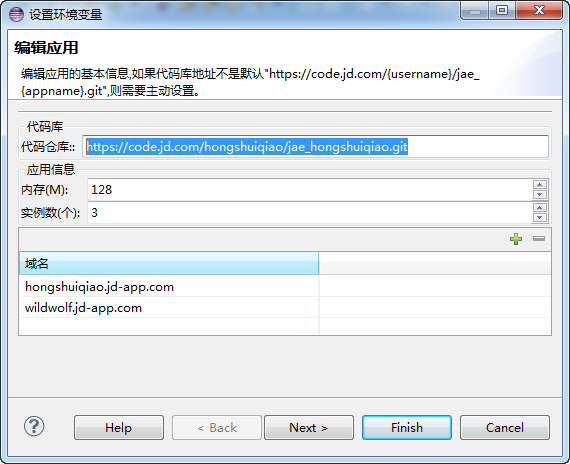 设置环境变量
编辑应用
编辑应用的基本信息,如果代码库地址不是默认"https://code.jd.com/{username}/jae_
{appname}.git",则需要主动设置。
代码库
代码仓库:: https://code.jd.com/hongshuiqiao/jae_hongshuiqiao.git
应用信息
内存(M): 128
实例数(个): 3
域名
hongshuiqiao.jd-app.com
wildwolf.jd-app.com
? Help < Back Next > Finish Cancel